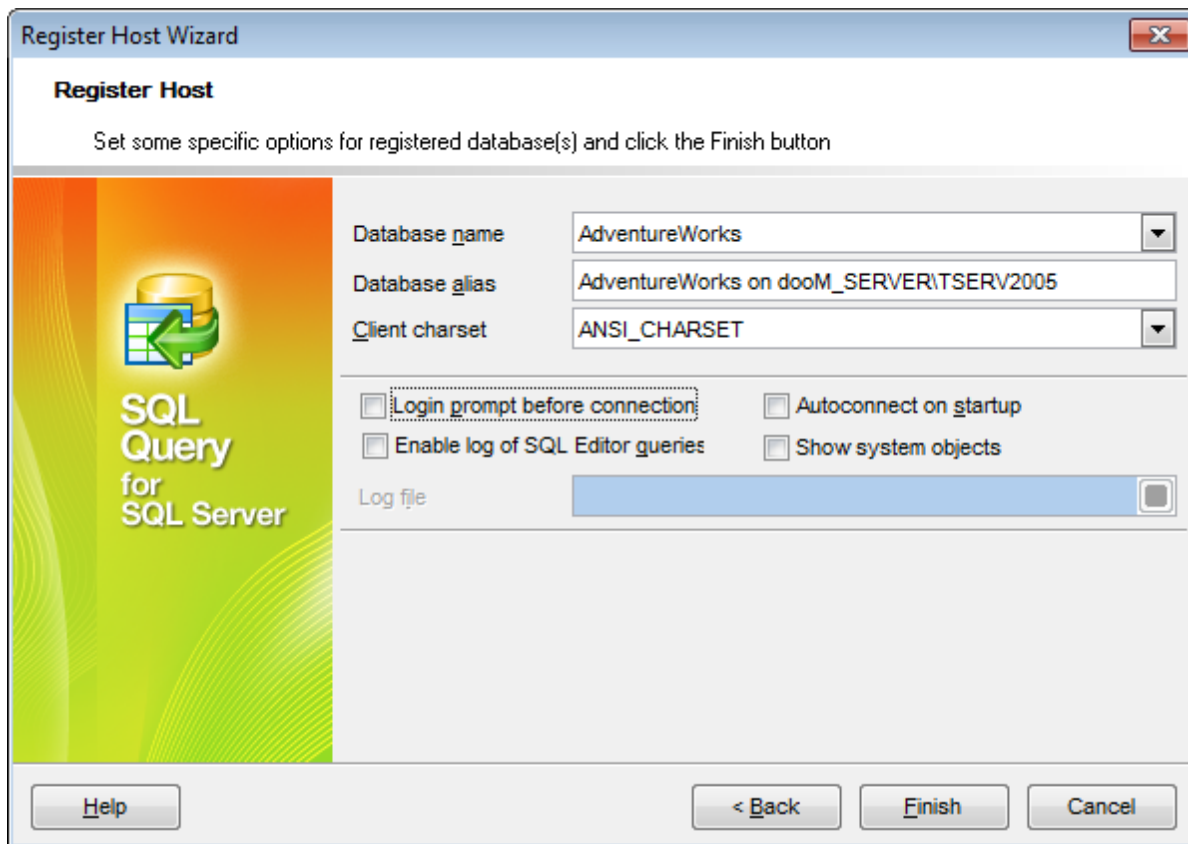 Register Host Wizard
Register Host
Set some specific options for registered database(s) and click the Finish button
Database name AdventureWorks
Database alias AdventureWorks on dooM_SERVER\TSERV2005
Client charset ANSI_CHARSET
Login prompt before connection Autoconnect on startup
Enable log of SQL Editor queries Show system objects
Log file
SQL
Query
for
SQL Server
Help < Back Finish Cancel